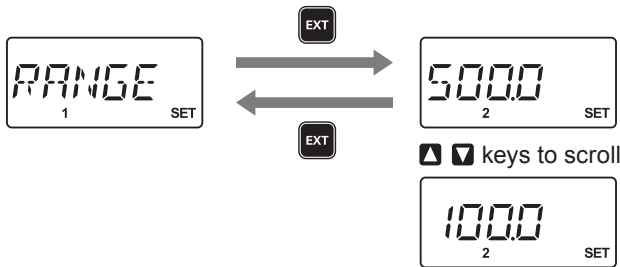 EXT
RANGE
1 SET
500.0
2 SET
EXT
keys to scroll
100.0
2 SET